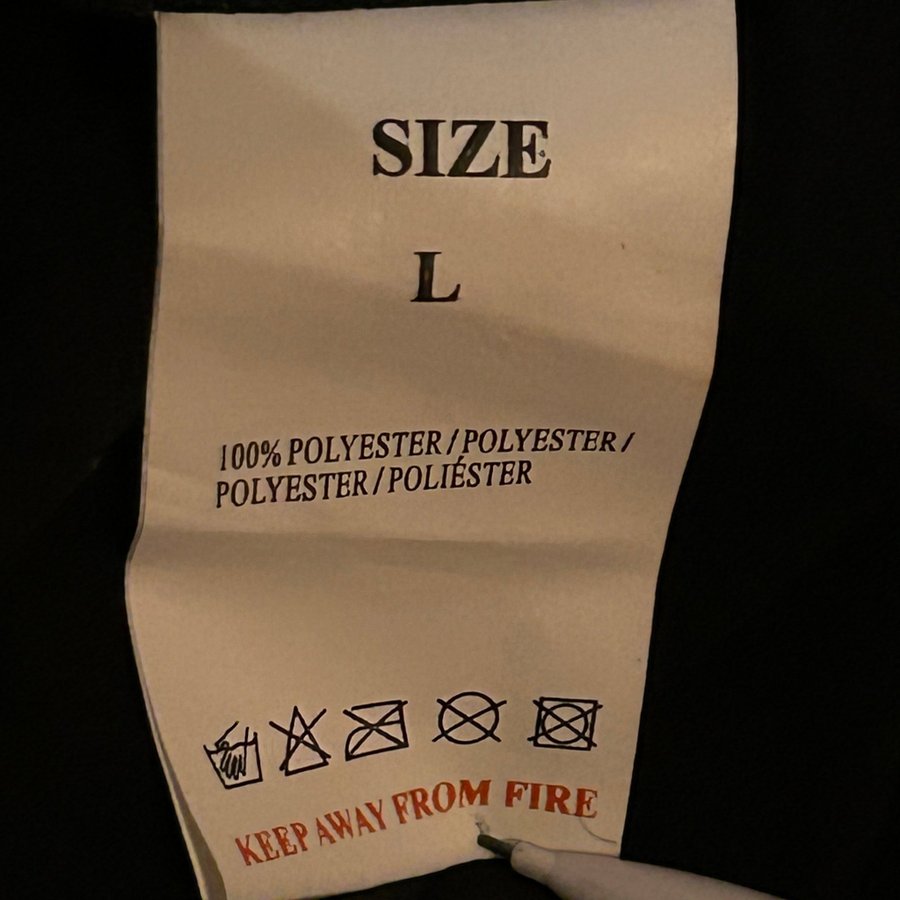 SIZE
L
100% POLYESTER / POLYESTER /
POLYESTER / POLIÉSTER
KEEP AWAY FROM FIRE